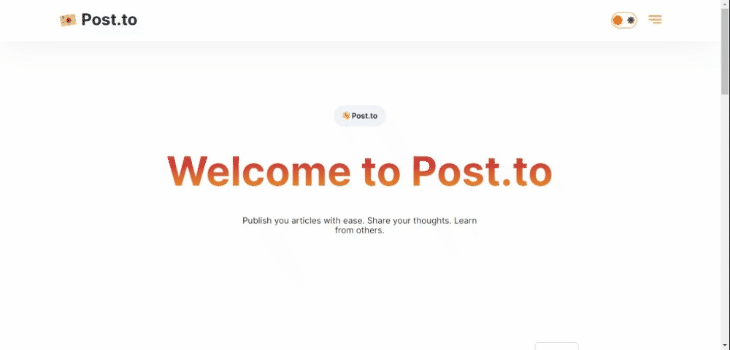 Post.to
Post.to
Welcome to Post.to
Publish you articles with ease. Share your thoughts. Learn
from others.